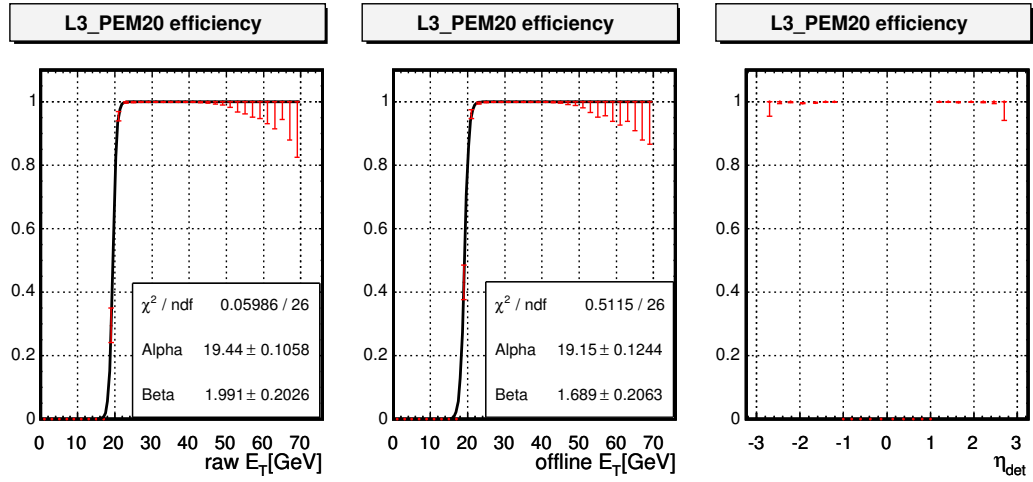 L3_PEM20 efficiency
1
0.8
0.6
0.4
0.2
0
χ² / ndf 0.05986 / 26
Alpha 19.44 ± 0.1058
Beta 1.991 ± 0.2026
0 10 20 30 40 50 60 70
raw E_T[GeV]
L3_PEM20 efficiency
1
0.8
0.6
0.4
0.2
0
χ² / ndf 0.5115 / 26
Alpha 19.15 ± 0.1244
Beta 1.689 ± 0.2063
0 10 20 30 40 50 60 70
offline E_T[GeV]
L3_PEM20 efficiency
1
0.8
0.6
0.4
0.2
0
-3 -2 -1 0 1 2 3
η_det